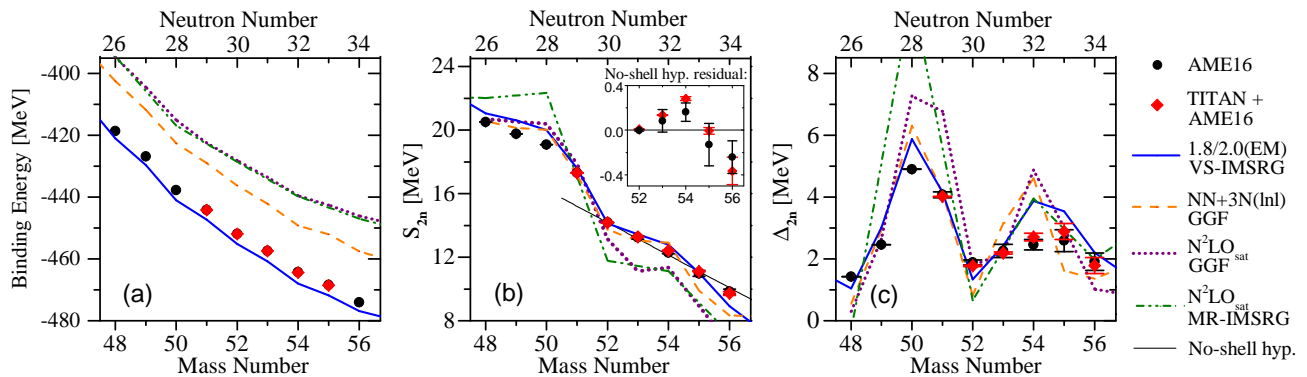 Neutron Number
26 28 30 32 34
Binding Energy [MeV]
-400
-420
-440
-460
-480
(a)
48 50 52 54 56
Mass Number
Neutron Number
26 28 30 32 34
S2n [MeV]
24
20
16
12
8
No-shell hyp. residual:
0.4
0.0
-0.4
52 54 56
(b)
48 50 52 54 56
Mass Number
Neutron Number
26 28 30 32 34
Δ2n [MeV]
8
6
4
2
0
(c)
48 50 52 54 56
Mass Number
AME16
TITAN +
AME16
1.8/2.0(EM)
VS-IMSRG
NN+3N(lnl)
GGF
N²LOsat
GGF
N²LOsat
MR-IMSRG
No-shell hyp.